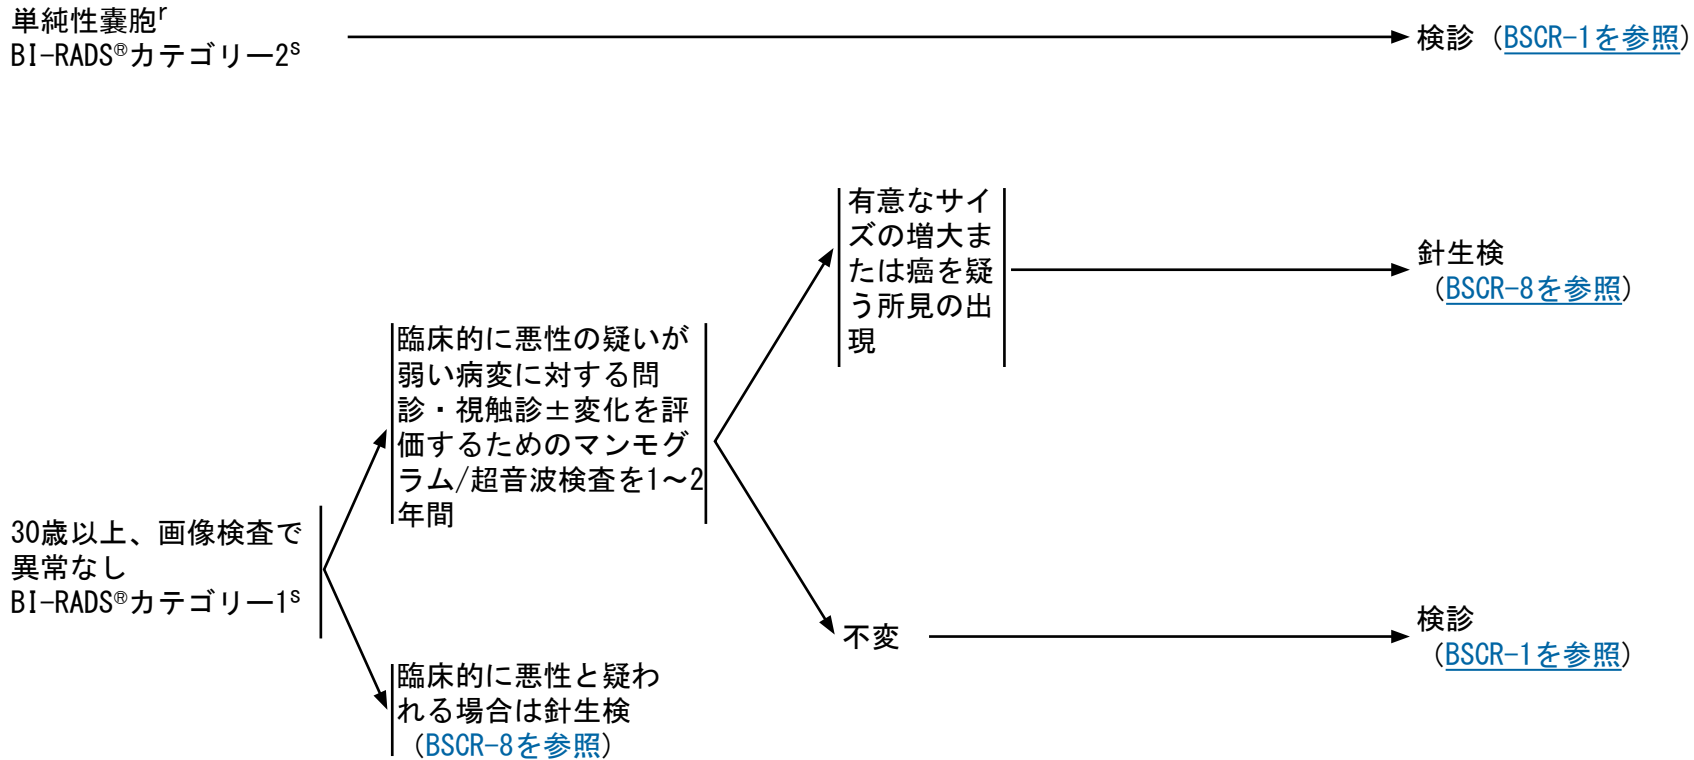 単純性嚢胞r
BI-RADS®カテゴリー2s
検診（BSCR-1を参照）
有意なサイ
ズの増大ま
たは癌を疑
う所見の出
現
針生検
（BSCR-8を参照）
臨床的に悪性の疑いが
弱い病変に対する問
診・視触診±変化を評
価するためのマンモグ
ラム/超音波検査を1～2
年間
30歳以上、画像検査で
異常なし
BI-RADS®カテゴリー1s
不変
検診
（BSCR-1を参照）
臨床的に悪性と疑わ
れる場合は針生検
（BSCR-8を参照）